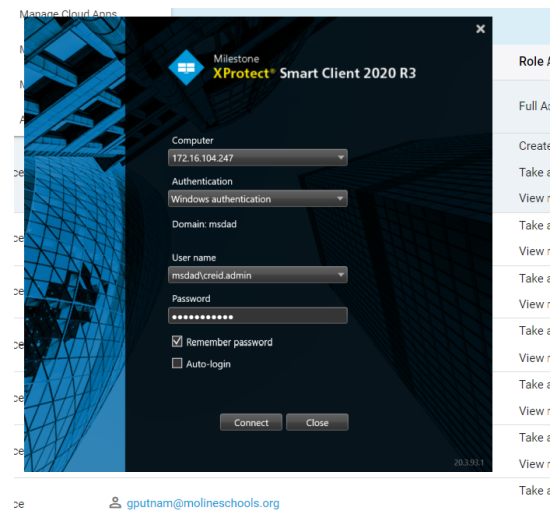 Manage Cloud Apps
×
Milestone
XProtect® Smart Client 2020 R3
Role A
Full A
Computer
172.16.104.247
Create
Authentication
Take a
Windows authentication
View r
Domain: msdad
Take a
User name
View r
msdad\creid.admin
Take a
Password
View r
Remember password
Take a
Auto-login
View r
Take a
View r
Connect
Close
Take a
View r
20.3.93.1
Take a
ce
gputnam@molineschools.org